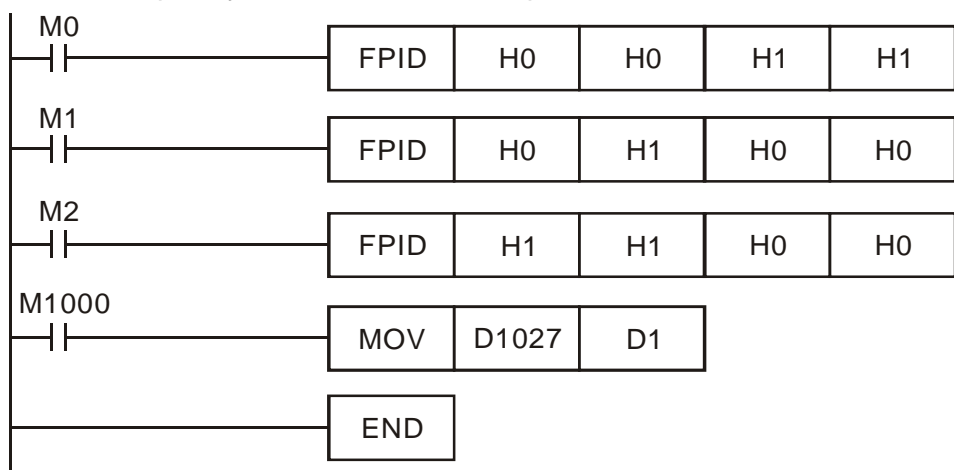 M0
FPID H0 H0 H1 H1
M1
FPID H0 H1 H0 H0
M2
FPID H1 H1 H0 H0
M1000
MOV D1027 D1
END